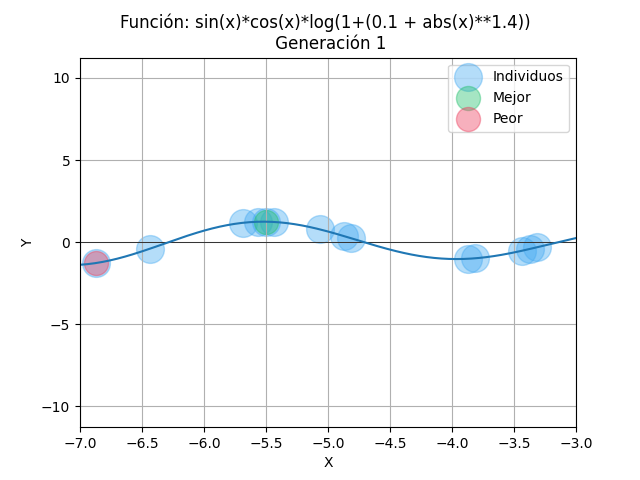 Función: sin(x)*cos(x)*log(1+(0.1 + abs(x)**1.4))
Generación 1
Individuos
Mejor
Peor
10
5
0
−5
−10
Y
−7.0
−6.5
−6.0
−5.5
−5.0
−4.5
−4.0
−3.5
−3.0
X